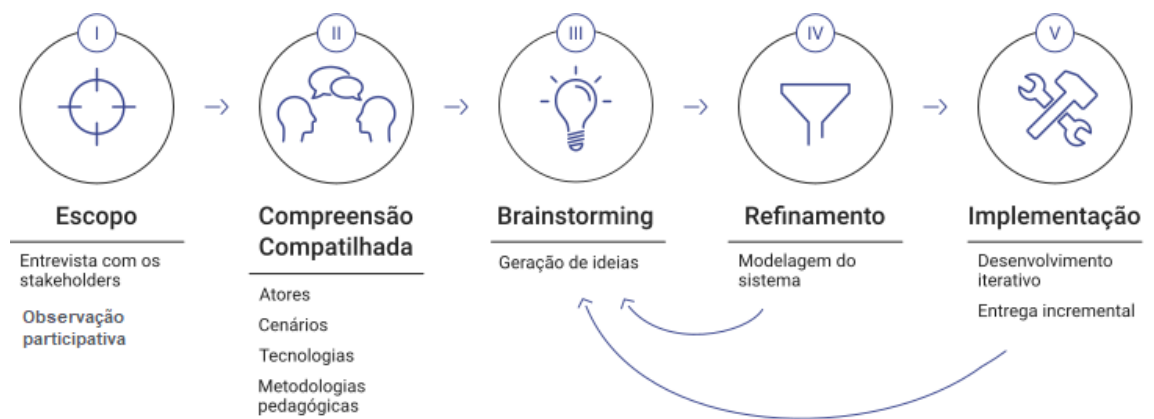 I
Escopo
Entrevista com os
stakeholders
Observação
participativa
II
Compreensão
Compatilhada
Atores
Cenários
Tecnologias
Metodologias
pedagógicas
III
Brainstorming
Geração de ideias
IV
Refinamento
Modelagem do
sistema
V
Implementação
Desenvolvimento
iterativo
Entrega incremental